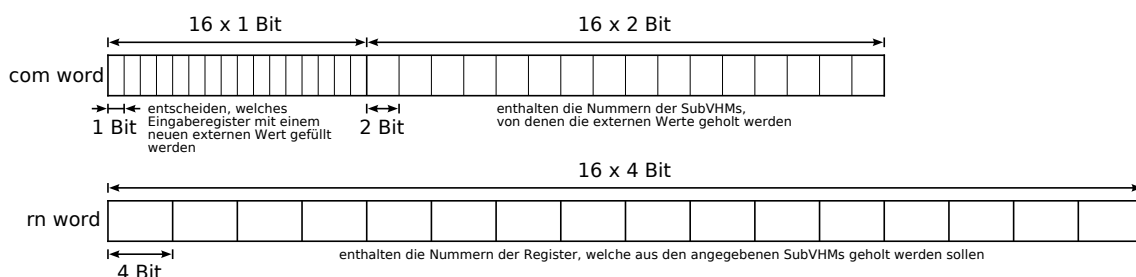 16 x 1 Bit
16 x 2 Bit
com word
1 Bit
entscheiden, welches
Eingaberegister mit einem
neuen externen Wert gefüllt
werden
2 Bit
enthalten die Nummern der SubVHMs,
von denen die externen Werte geholt werden
16 x 4 Bit
rn word
4 Bit
enthalten die Nummern der Register, welche aus den angegebenen SubVHMs geholt werden sollen